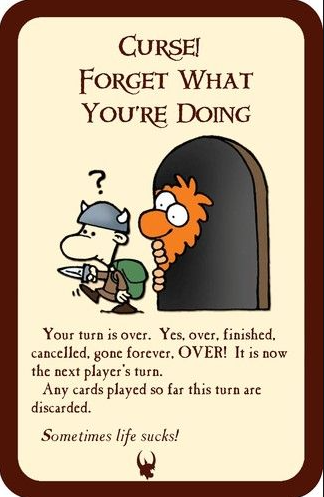 CURSE!
FORGET WHAT
YOU'RE DOING
?
Your turn is over. Yes, over, finished,
cancelled, gone forever, OVER! It is now
the next player's turn.
Any cards played so far this turn are
discarded.
Sometimes life sucks!